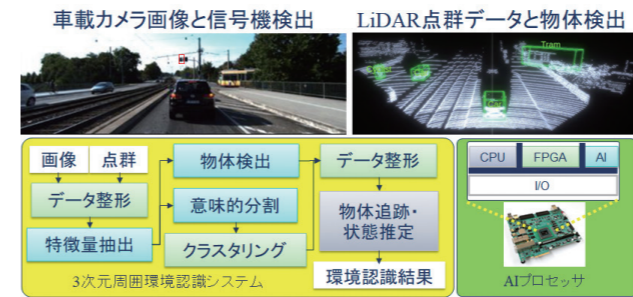 車載カメラ画像と信号機検出
LiDAR点群データと物体検出
Tram
画像
点群
データ整形
特徴量抽出
物体検出
意味的分割
クラスタリング
データ整形
物体追跡・
状態推定
環境認識結果
3次元周囲環境認識システム
CPU
FPGA
AI
I/O
AIプロセッサ